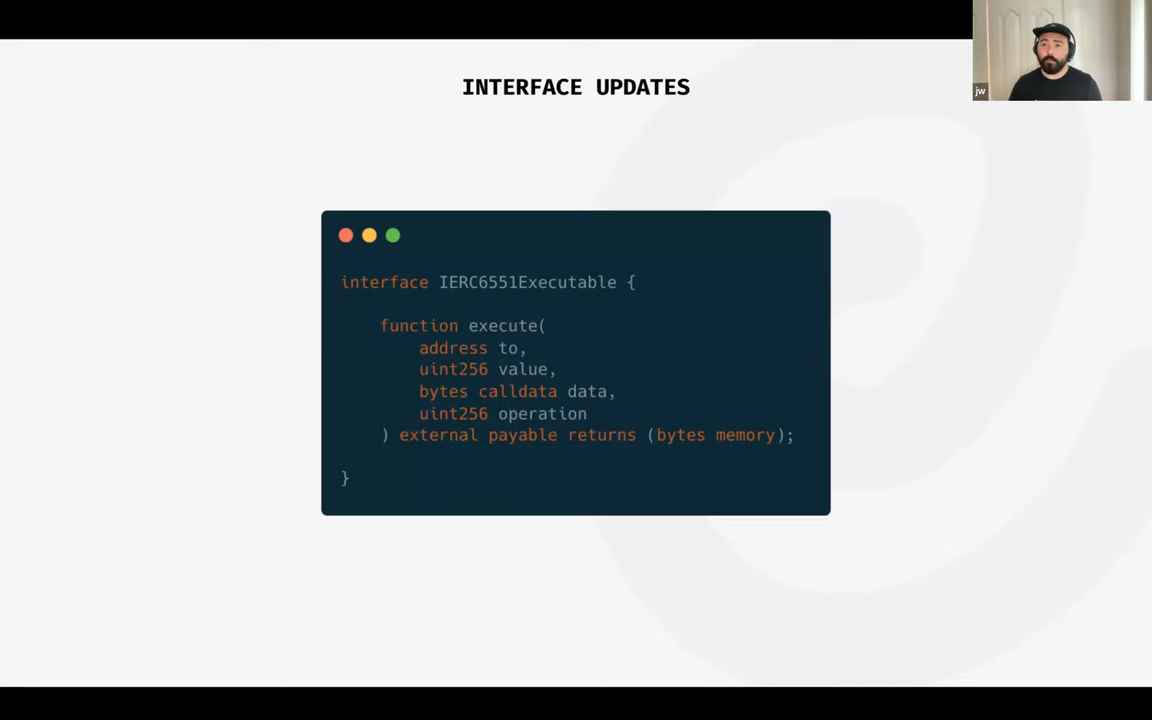 INTERFACE UPDATES
jw
interface IERC6551Executable {
function execute(
address to,
uint256 value,
bytes calldata data,
uint256 operation
) external payable returns (bytes memory);
}